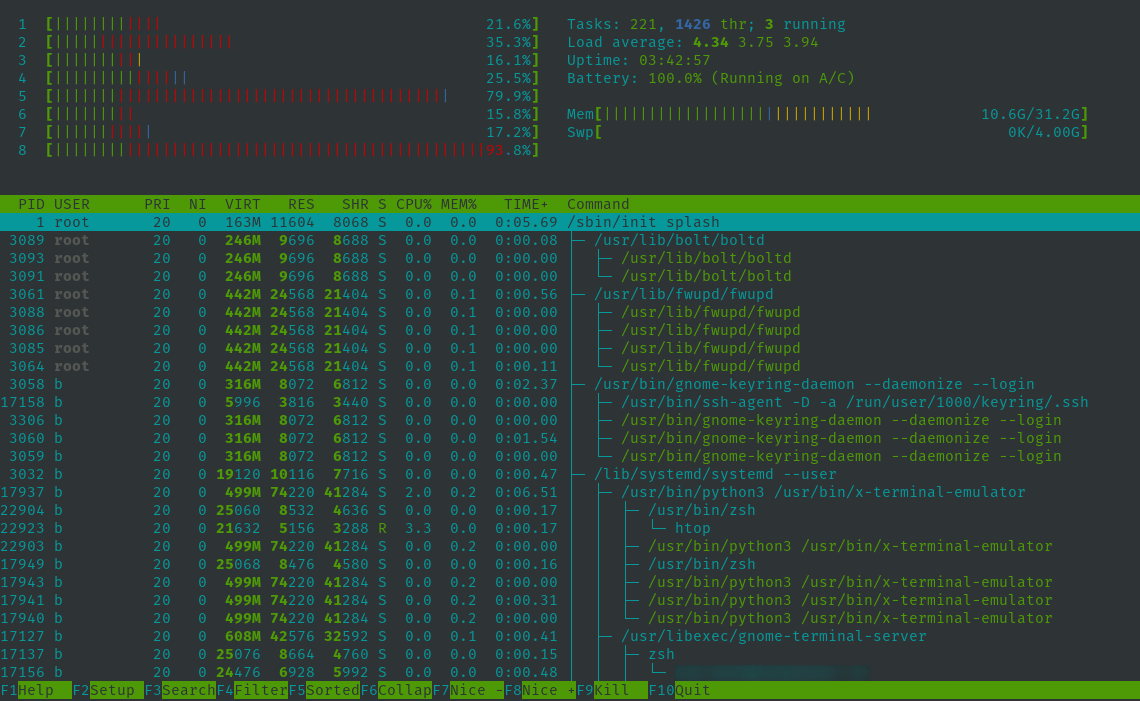 1 [|||||||||||| 21.6%] Tasks: 221, 1426 thr; 3 running
2 [|||||||||||||||||||| 35.3%] Load average: 4.34 3.75 3.94
3 [|||||||||| 16.1%] Uptime: 03:42:57
4 [||||||||||||||| 25.5%] Battery: 100.0% (Running on A/C)
5 [|||||||||||||||||||||||||||||||||||||||||||| 79.9%]
6 [||||||||| 15.8%] Mem[|||||||||||||||||||||||||||||| 10.6G/31.2G]
7 [||||||||||| 17.2%] Swp[ 0K/4.00G]
8 [||||||||||||||||||||||||||||||||||||||||||||||||93.8%]
PID USER PRI NI VIRT RES SHR S CPU% MEM% TIME+ Command
1 root 20 0 163M 11604 8068 S 0.0 0.0 0:05.69 /sbin/init splash
3089 root 20 0 246M 9696 8688 S 0.0 0.0 0:00.08 ├─ /usr/lib/bolt/boltd
3093 root 20 0 246M 9696 8688 S 0.0 0.0 0:00.00 │ ├─ /usr/lib/bolt/boltd
3091 root 20 0 246M 9696 8688 S 0.0 0.0 0:00.00 │ └─ /usr/lib/bolt/boltd
3061 root 20 0 442M 24568 21404 S 0.0 0.1 0:00.56 ├─ /usr/lib/fwupd/fwupd
3088 root 20 0 442M 24568 21404 S 0.0 0.1 0:00.00 │ ├─ /usr/lib/fwupd/fwupd
3086 root 20 0 442M 24568 21404 S 0.0 0.1 0:00.00 │ ├─ /usr/lib/fwupd/fwupd
3085 root 20 0 442M 24568 21404 S 0.0 0.1 0:00.00 │ ├─ /usr/lib/fwupd/fwupd
3064 root 20 0 442M 24568 21404 S 0.0 0.1 0:00.11 │ └─ /usr/lib/fwupd/fwupd
3058 b 20 0 316M 8072 6812 S 0.0 0.0 0:02.37 ├─ /usr/bin/gnome-keyring-daemon --daemonize --login
17158 b 20 0 5996 3816 3440 S 0.0 0.0 0:00.00 │ ├─ /usr/bin/ssh-agent -D -a /run/user/1000/keyring/.ssh
3306 b 20 0 316M 8072 6812 S 0.0 0.0 0:00.00 │ ├─ /usr/bin/gnome-keyring-daemon --daemonize --login
3060 b 20 0 316M 8072 6812 S 0.0 0.0 0:01.54 │ ├─ /usr/bin/gnome-keyring-daemon --daemonize --login
3059 b 20 0 316M 8072 6812 S 0.0 0.0 0:00.00 │ └─ /usr/bin/gnome-keyring-daemon --daemonize --login
3032 b 20 0 19120 10116 7716 S 0.0 0.0 0:00.47 ├─ /lib/systemd/systemd --user
17937 b 20 0 499M 74220 41284 S 2.0 0.2 0:06.51 │ ├─ /usr/bin/python3 /usr/bin/x-terminal-emulator
22904 b 20 0 25060 8532 4636 S 0.0 0.0 0:00.17 │ │ ├─ /usr/bin/zsh
22923 b 20 0 21632 5156 3288 R 3.3 0.0 0:00.17 │ │ │ └─ htop
22903 b 20 0 499M 74220 41284 S 0.0 0.2 0:00.00 │ │ ├─ /usr/bin/python3 /usr/bin/x-terminal-emulator
17949 b 20 0 25068 8476 4580 S 0.0 0.0 0:00.16 │ │ ├─ /usr/bin/zsh
17943 b 20 0 499M 74220 41284 S 0.0 0.2 0:00.00 │ │ ├─ /usr/bin/python3 /usr/bin/x-terminal-emulator
17941 b 20 0 499M 74220 41284 S 0.0 0.2 0:00.31 │ │ ├─ /usr/bin/python3 /usr/bin/x-terminal-emulator
17940 b 20 0 499M 74220 41284 S 0.0 0.2 0:00.00 │ │ └─ /usr/bin/python3 /usr/bin/x-terminal-emulator
17127 b 20 0 608M 42576 32592 S 0.0 0.1 0:00.41 │ ├─ /usr/libexec/gnome-terminal-server
17137 b 20 0 25076 8664 4760 S 0.0 0.0 0:00.15 │ │ ├─ zsh
17156 b 20 0 24476 6928 5992 S 0.0 0.0 0:00.48 │ │ │ └─
F1Help F2Setup F3SearchF4FilterF5SortedF6CollapF7Nice -F8Nice +F9Kill F10Quit